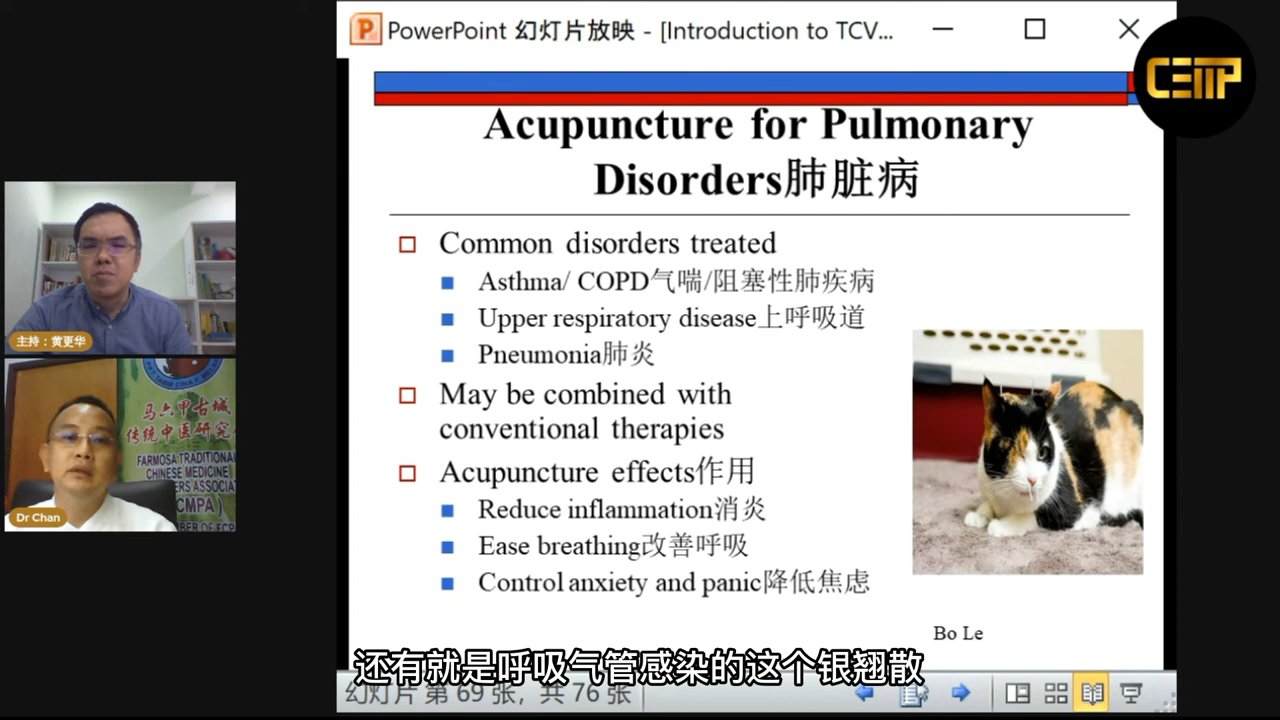 PowerPoint 幻灯片放映 - [Introduction to TCV...
CEMP
Acupuncture for Pulmonary
Disorders肺脏病
Common disorders treated
Asthma/ COPD气喘/阻塞性肺疾病
Upper respiratory disease上呼吸道
Pneumonia肺炎
May be combined with
conventional therapies
Acupuncture effects作用
Reduce inflammation消炎
Ease breathing改善呼吸
Control anxiety and panic降低焦虑
Bo Le
主持：黄更华
马六甲古城
传统中医研究
FARMOSA TRADITIONAL
CHINESE MEDICINE
ERS ASSOCIAT
CMPA )
BER OF FCP
Dr Chan
还有就是呼吸气管感染的这个银翘散
幻灯片 第 69 张，共 76 张